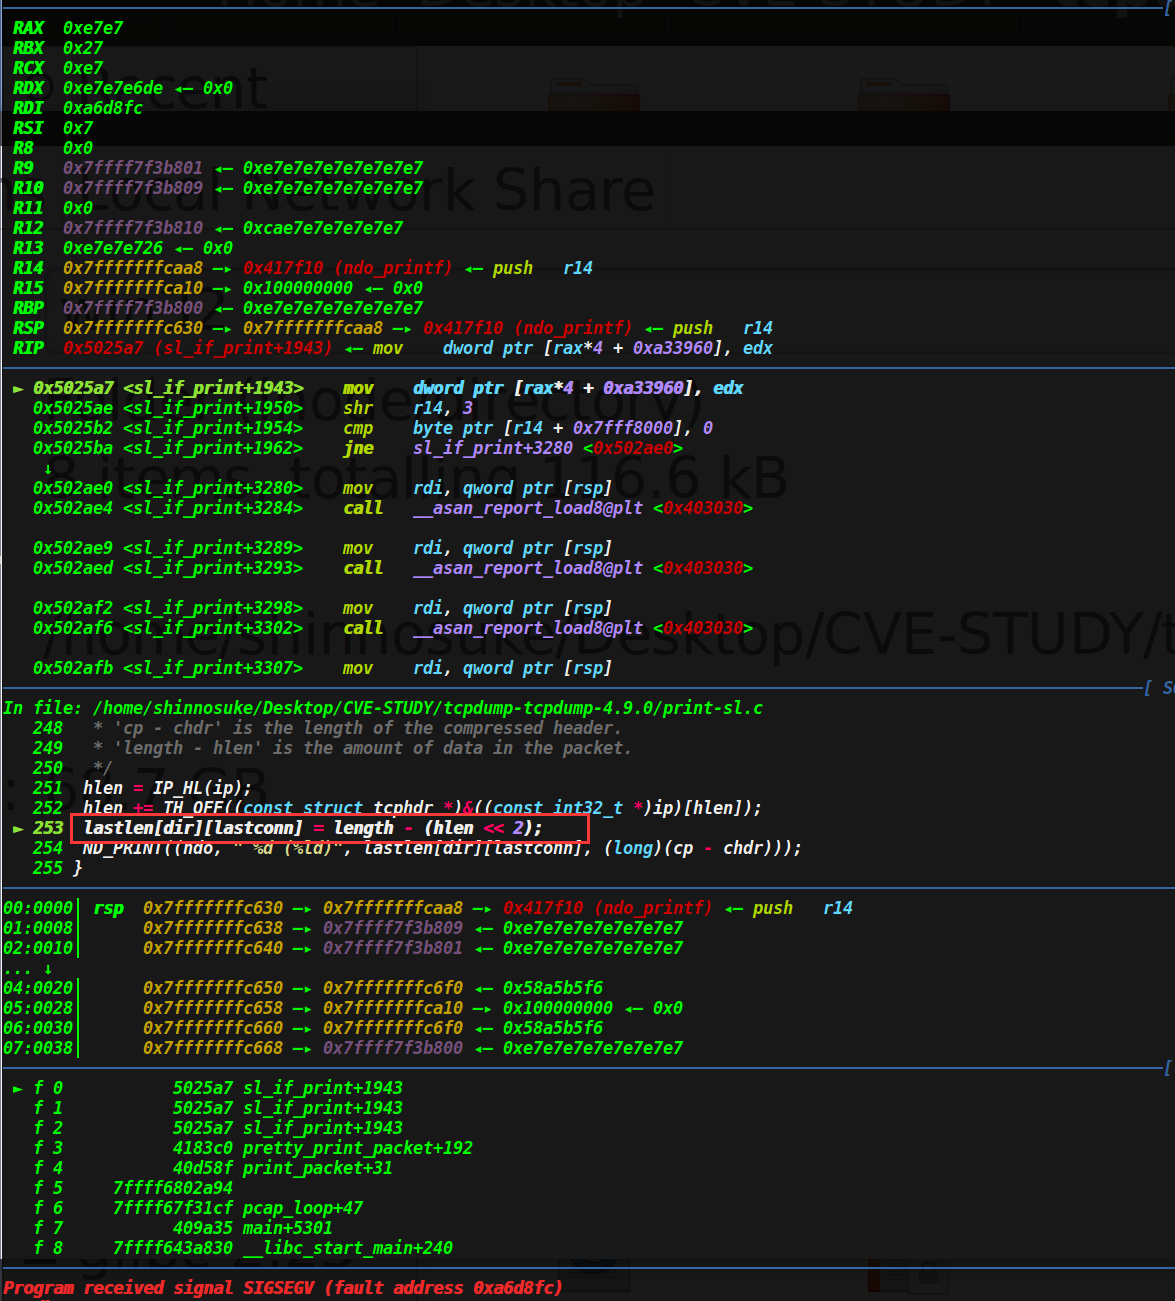 [
RAX  0xe7e7
RBX  0x27
RCX  0xe7
RDX  0xe7e7e6de ◂— 0x0
RDI  0xa6d8fc
RSI  0x7
R8   0x0
R9   0x7ffff7f3b801 ◂— 0xe7e7e7e7e7e7e7e7
R10  0x7ffff7f3b809 ◂— 0xe7e7e7e7e7e7e7e7
R11  0x0
R12  0x7ffff7f3b810 ◂— 0xcae7e7e7e7e7e7
R13  0xe7e7e726 ◂— 0x0
R14  0x7fffffffcaa8 —▸ 0x417f10 (ndo_printf) ◂— push   r14
R15  0x7fffffffca10 —▸ 0x100000000 ◂— 0x0
RBP  0x7ffff7f3b800 ◂— 0xe7e7e7e7e7e7e7e7
RSP  0x7fffffffc630 —▸ 0x7fffffffcaa8 —▸ 0x417f10 (ndo_printf) ◂— push   r14
RIP  0x5025a7 (sl_if_print+1943) ◂— mov    dword ptr [rax*4 + 0xa33960], edx
► 0x5025a7 <sl_if_print+1943>    mov    dword ptr [rax*4 + 0xa33960], edx
0x5025ae <sl_if_print+1950>    shr    r14, 3
0x5025b2 <sl_if_print+1954>    cmp    byte ptr [r14 + 0x7fff8000], 0
0x5025ba <sl_if_print+1962>    jne    sl_if_print+3280 <0x502ae0>
↓
0x502ae0 <sl_if_print+3280>    mov    rdi, qword ptr [rsp]
0x502ae4 <sl_if_print+3284>    call   __asan_report_load8@plt <0x403030>
0x502ae9 <sl_if_print+3289>    mov    rdi, qword ptr [rsp]
0x502aed <sl_if_print+3293>    call   __asan_report_load8@plt <0x403030>
0x502af2 <sl_if_print+3298>    mov    rdi, qword ptr [rsp]
0x502af6 <sl_if_print+3302>    call   __asan_report_load8@plt <0x403030>
0x502afb <sl_if_print+3307>    mov    rdi, qword ptr [rsp]
[ S
In file: /home/shinnosuke/Desktop/CVE-STUDY/tcpdump-tcpdump-4.9.0/print-sl.c
248   * 'cp - chdr' is the length of the compressed header.
249   * 'length - hlen' is the amount of data in the packet.
250   */
251  hlen = IP_HL(ip);
252  hlen += TH_OFF((const struct tcphdr *)&((const int32_t *)ip)[hlen]);
► 253  lastlen[dir][lastconn] = length - (hlen << 2);
254  ND_PRINT((ndo, " %d (%ld)", lastlen[dir][lastconn], (long)(cp - chdr)));
255 }
00:0000│ rsp  0x7fffffffc630 —▸ 0x7fffffffcaa8 —▸ 0x417f10 (ndo_printf) ◂— push   r14
01:0008│      0x7fffffffc638 —▸ 0x7ffff7f3b809 ◂— 0xe7e7e7e7e7e7e7e7
02:0010│      0x7fffffffc640 —▸ 0x7ffff7f3b801 ◂— 0xe7e7e7e7e7e7e7e7
... ↓
04:0020│      0x7fffffffc650 —▸ 0x7fffffffc6f0 ◂— 0x58a5b5f6
05:0028│      0x7fffffffc658 —▸ 0x7fffffffca10 —▸ 0x100000000 ◂— 0x0
06:0030│      0x7fffffffc660 —▸ 0x7fffffffc6f0 ◂— 0x58a5b5f6
07:0038│      0x7fffffffc668 —▸ 0x7ffff7f3b800 ◂— 0xe7e7e7e7e7e7e7e7
[
► f 0           5025a7 sl_if_print+1943
f 1           5025a7 sl_if_print+1943
f 2           5025a7 sl_if_print+1943
f 3           4183c0 pretty_print_packet+192
f 4           40d58f print_packet+31
f 5     7ffff6802a94
f 6     7ffff67f31cf pcap_loop+47
f 7           409a35 main+5301
f 8     7ffff643a830 __libc_start_main+240
Program received signal SIGSEGV (fault address 0xa6d8fc)